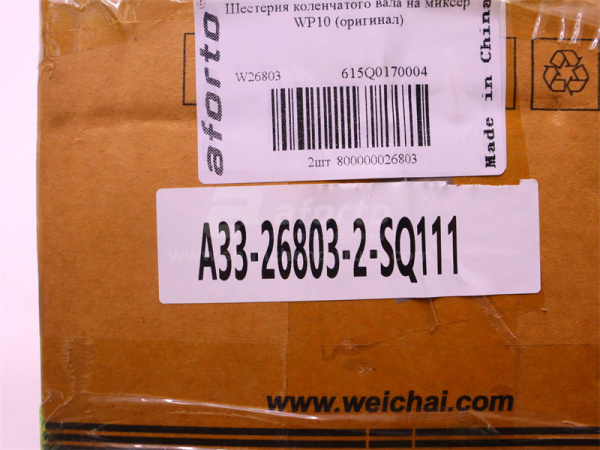 Шестерня коленчатого вала на миксер
WP10 (оригинал)
W26803 615Q0170004
2шт 800000026803
aforto
Made in China
A33-26803-2-SQ111
www.weichai.com